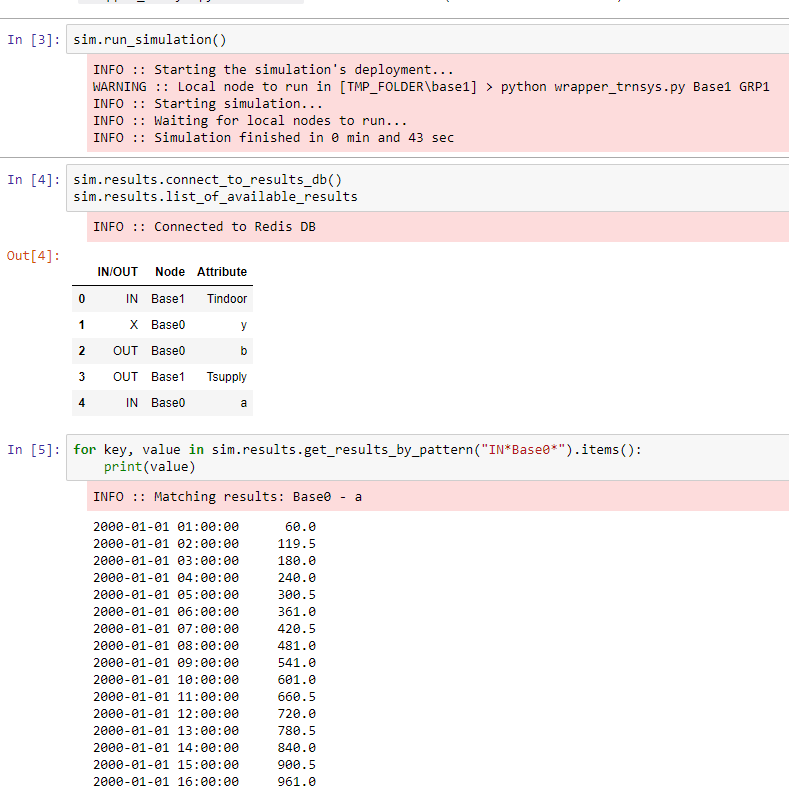 In [3]: sim.run_simulation()
INFO :: Starting the simulation's deployment...
WARNING :: Local node to run in [TMP_FOLDER\base1] > python wrapper_trnsys.py Base1 GRP1
INFO :: Starting simulation...
INFO :: Waiting for local nodes to run...
INFO :: Simulation finished in 0 min and 43 sec
In [4]: sim.results.connect_to_results_db()
sim.results.list_of_available_results
INFO :: Connected to Redis DB
Out[4]:
IN/OUT Node Attribute
0 IN Base1 Tindoor
1 X Base0 y
2 OUT Base0 b
3 OUT Base1 Tsupply
4 IN Base0 a
In [5]: for key, value in sim.results.get_results_by_pattern("IN*Base0*").items():
print(value)
INFO :: Matching results: Base0 - a
2000-01-01 01:00:00 60.0
2000-01-01 02:00:00 119.5
2000-01-01 03:00:00 180.0
2000-01-01 04:00:00 240.0
2000-01-01 05:00:00 300.5
2000-01-01 06:00:00 361.0
2000-01-01 07:00:00 420.5
2000-01-01 08:00:00 481.0
2000-01-01 09:00:00 541.0
2000-01-01 10:00:00 601.0
2000-01-01 11:00:00 660.5
2000-01-01 12:00:00 720.0
2000-01-01 13:00:00 780.5
2000-01-01 14:00:00 840.0
2000-01-01 15:00:00 900.5
2000-01-01 16:00:00 961.0